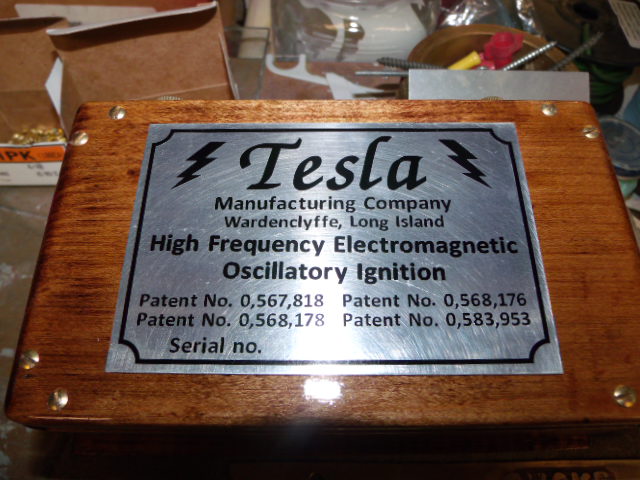 Tesla
Manufacturing Company
Wardenclyffe, Long Island
High Frequency Electromagnetic
Oscillatory Ignition
Patent No. 0,567,818 Patent No. 0,568,176
Patent No. 0,568,178 Patent No. 0,583,953
Serial no.